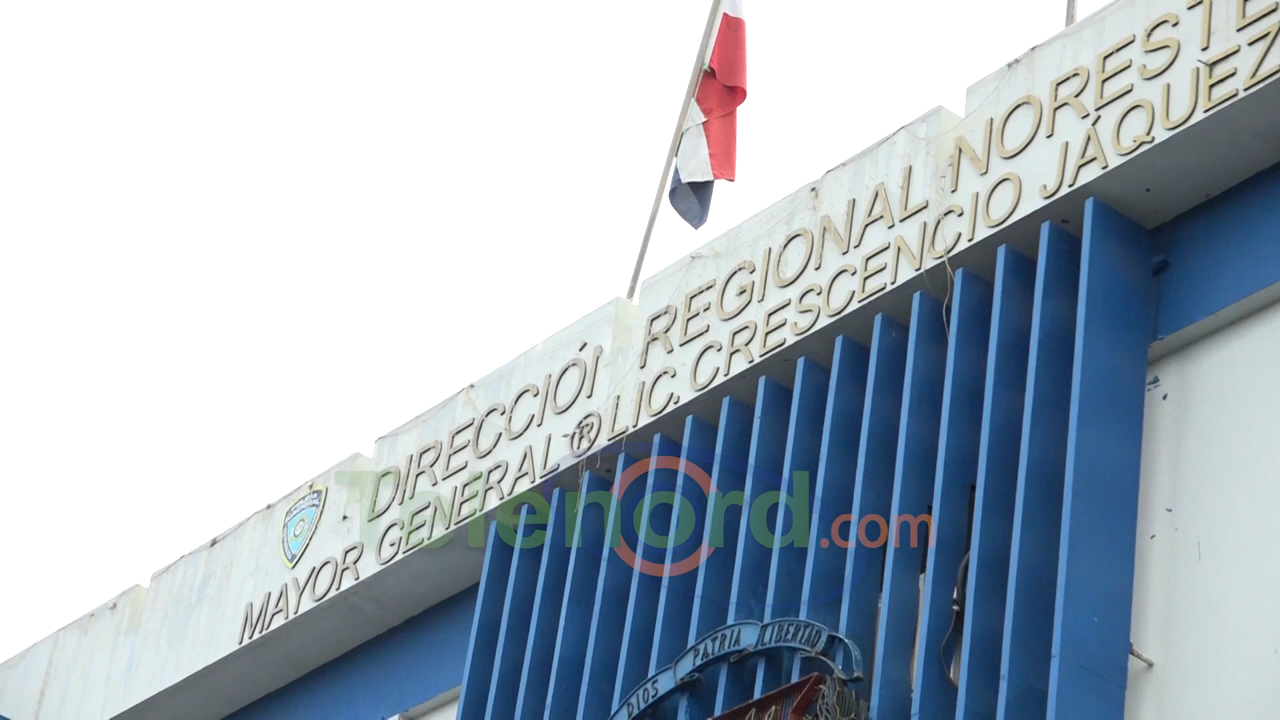 DIRECCIÓI REGIONAL NORESTE
MAYOR GENERAL ®LIC. CRESCENCIO JÁQUEZ
Telenord.com
DIOS PATRIA LIBERTAD